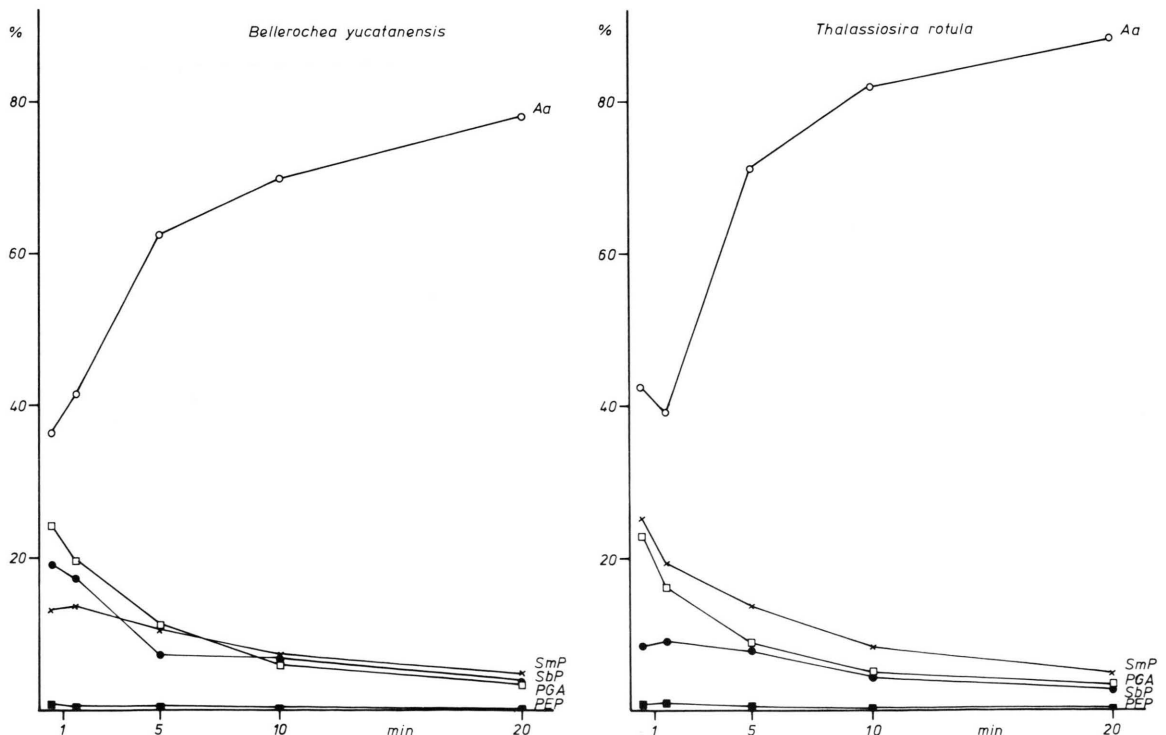 % Bellerochea yucatanensis
Aa
80
60
40
20
SmP
SbP
PGA
PEP
1 5 10 min 20
% Thalassiosira rotula
Aa
80
60
40
20
SmP
PGA
SbP
PEP
1 5 10 min 20